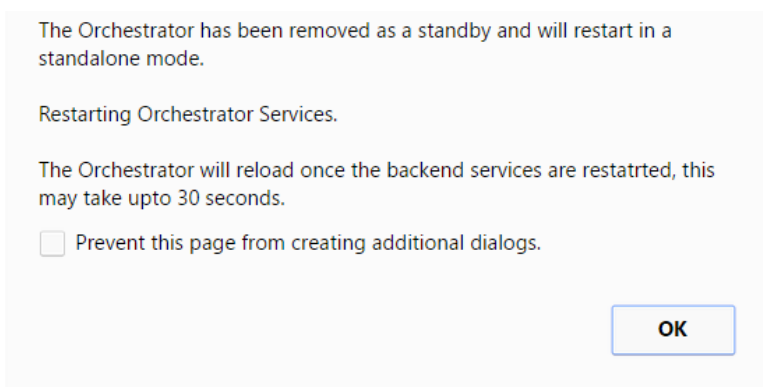 The Orchestrator has been removed as a standby and will restart in a
standalone mode.
Restarting Orchestrator Services.
The Orchestrator will reload once the backend services are restatrted, this
may take upto 30 seconds.
Prevent this page from creating additional dialogs.
OK